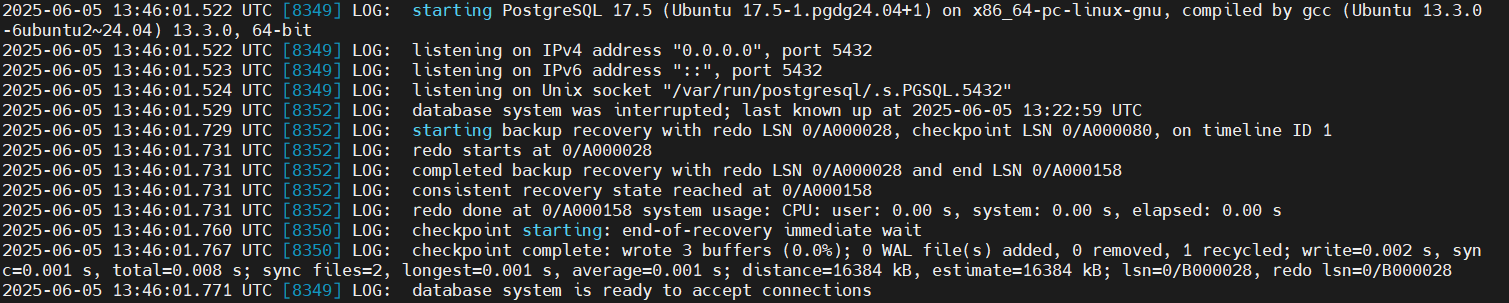 2025-06-05 13:46:01.522 UTC [8349] LOG:  starting PostgreSQL 17.5 (Ubuntu 17.5-1.pgdg24.04+1) on x86_64-pc-linux-gnu, compiled by gcc (Ubuntu 13.3.0
-6ubuntu2~24.04) 13.3.0, 64-bit
2025-06-05 13:46:01.522 UTC [8349] LOG:  listening on IPv4 address "0.0.0.0", port 5432
2025-06-05 13:46:01.523 UTC [8349] LOG:  listening on IPv6 address "::", port 5432
2025-06-05 13:46:01.524 UTC [8349] LOG:  listening on Unix socket "/var/run/postgresql/.s.PGSQL.5432"
2025-06-05 13:46:01.529 UTC [8352] LOG:  database system was interrupted; last known up at 2025-06-05 13:22:59 UTC
2025-06-05 13:46:01.729 UTC [8352] LOG:  starting backup recovery with redo LSN 0/A000028, checkpoint LSN 0/A000080, on timeline ID 1
2025-06-05 13:46:01.731 UTC [8352] LOG:  redo starts at 0/A000028
2025-06-05 13:46:01.731 UTC [8352] LOG:  completed backup recovery with redo LSN 0/A000028 and end LSN 0/A000158
2025-06-05 13:46:01.731 UTC [8352] LOG:  consistent recovery state reached at 0/A000158
2025-06-05 13:46:01.731 UTC [8352] LOG:  redo done at 0/A000158 system usage: CPU: user: 0.00 s, system: 0.00 s, elapsed: 0.00 s
2025-06-05 13:46:01.760 UTC [8350] LOG:  checkpoint starting: end-of-recovery immediate wait
2025-06-05 13:46:01.767 UTC [8350] LOG:  checkpoint complete: wrote 3 buffers (0.0%); 0 WAL file(s) added, 0 removed, 1 recycled; write=0.002 s, syn
c=0.001 s, total=0.008 s; sync files=2, longest=0.001 s, average=0.001 s; distance=16384 kB, estimate=16384 kB; lsn=0/B000028, redo lsn=0/B000028
2025-06-05 13:46:01.771 UTC [8349] LOG:  database system is ready to accept connections